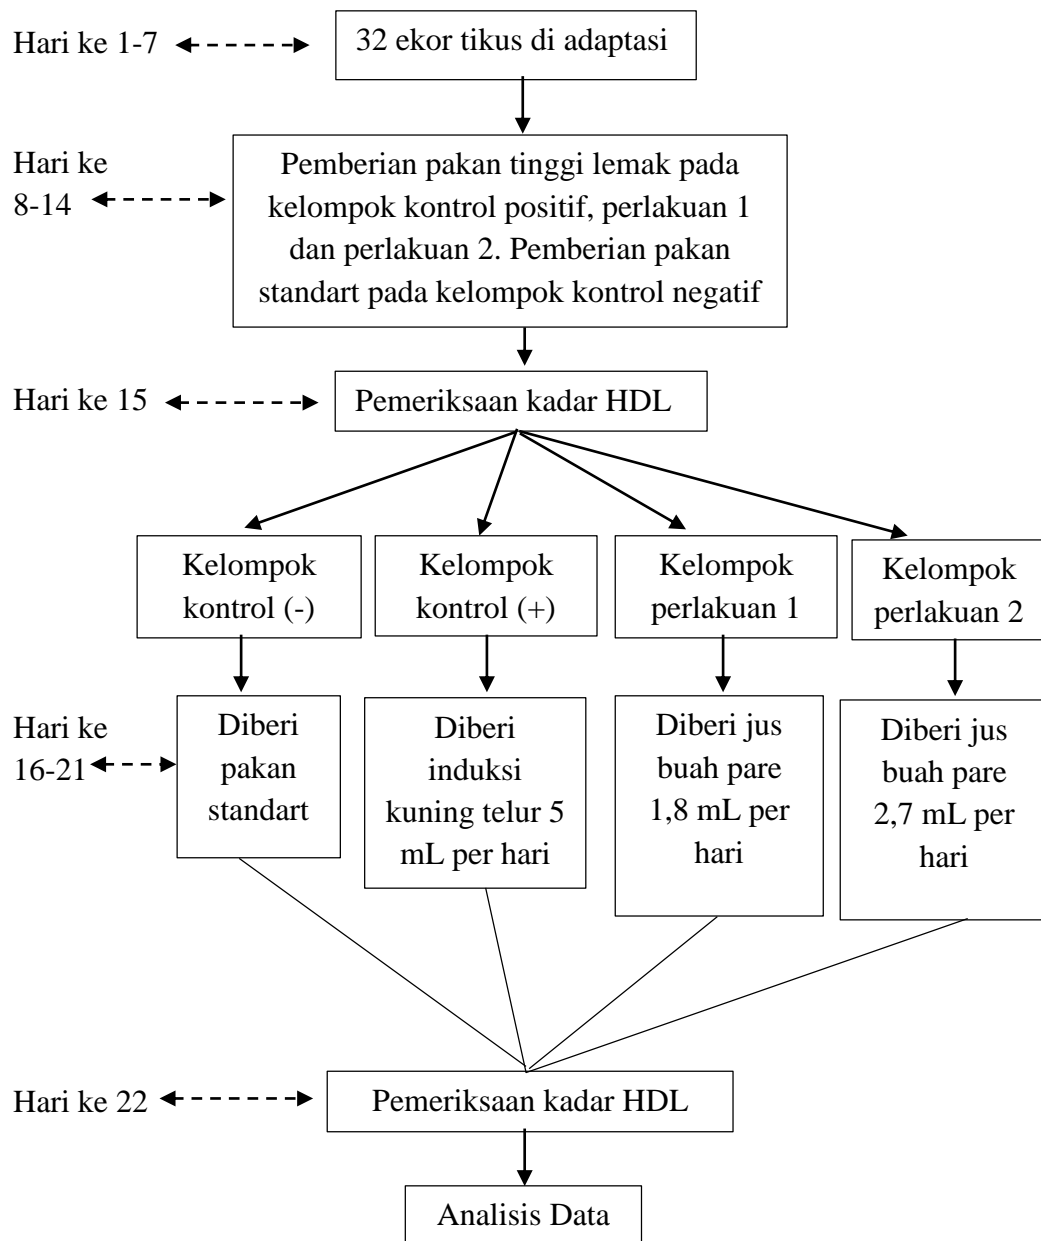 Hari ke 1-7
32 ekor tikus di adaptasi
Hari ke
8-14
Pemberian pakan tinggi lemak pada
kelompok kontrol positif, perlakuan 1
dan perlakuan 2. Pemberian pakan
standart pada kelompok kontrol negatif
Hari ke 15
Pemeriksaan kadar HDL
Kelompok
kontrol (-)
Kelompok
kontrol (+)
Kelompok
perlakuan 1
Kelompok
perlakuan 2
Hari ke
16-21
Diberi
pakan
standart
Diberi
induksi
kuning telur 5
mL per hari
Diberi jus
buah pare
1,8 mL per
hari
Diberi jus
buah pare
2,7 mL per
hari
Hari ke 22
Pemeriksaan kadar HDL
Analisis Data